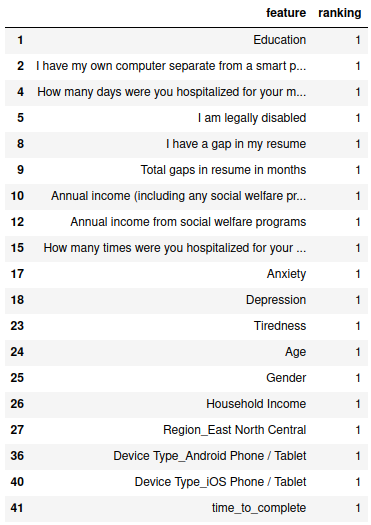 feature ranking
1 Education 1
2 I have my own computer separate from a smart p... 1
4 How many days were you hospitalized for your m... 1
5 I am legally disabled 1
8 I have a gap in my resume 1
9 Total gaps in resume in months 1
10 Annual income (including any social welfare pr... 1
12 Annual income from social welfare programs 1
15 How many times were you hospitalized for your ... 1
17 Anxiety 1
18 Depression 1
23 Tiredness 1
24 Age 1
25 Gender 1
26 Household Income 1
27 Region_East North Central 1
36 Device Type_Android Phone / Tablet 1
40 Device Type_iOS Phone / Tablet 1
41 time_to_complete 1